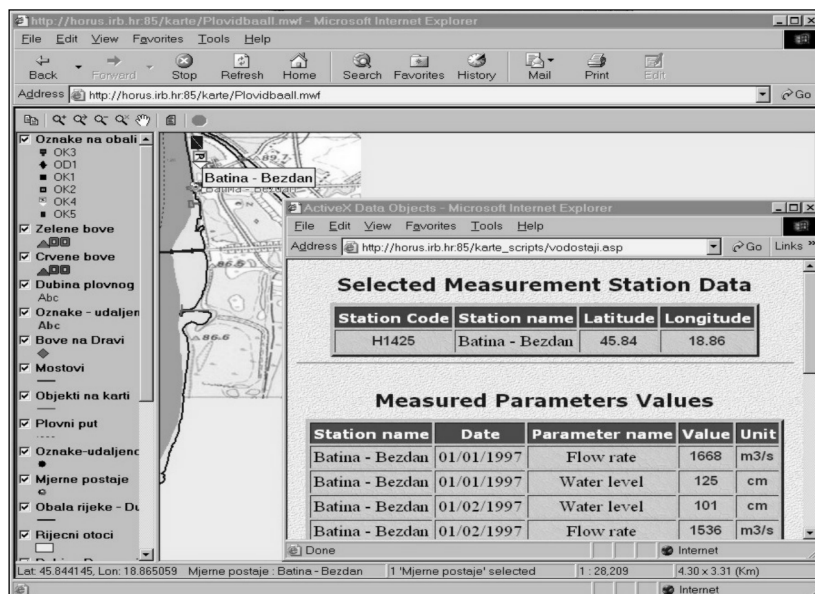 http://horus.irb.hr:85/karte/Plovidbaall.mwf - Microsoft Internet Explorer
File Edit View Favorites Tools Help
Back Forward Stop Refresh Home Search Favorites History Mail Print Edit
Address http://horus.irb.hr:85/karte/Plovidbaall.mwf Go
Oznake na obali
OK3
OD1
OK1
OK2
OK4
OK5
Zelene bove
Crvene bove
Dubina plovnog
Abc
Oznake - udaljen
Abc
Bove na Dravi
Mostovi
Objekti na karti
Plovni put
Oznake-udaljenc
Mjerne postaje
Obala rijeke - Du
Rijecni otoci
89.1
Batina - Bezdan
86.6
ActiveX Data Objects - Microsoft Internet Explorer
File Edit View Favorites Tools Help
Address http://horus.irb.hr:85/karte_scripts/vodostaji.asp Go Links »
Selected Measurement Station Data
Station Code Station name Latitude Longitude
H1425 Batina - Bezdan 45.84 18.86
Measured Parameters Values
Station name Date Parameter name Value Unit
Batina - Bezdan 01/01/1997 Flow rate 1668 m3/s
Batina - Bezdan 01/01/1997 Water level 125 cm
Batina - Bezdan 01/02/1997 Water level 101 cm
Batina - Bezdan 01/02/1997 Flow rate 1536 m3/s
Done Internet
Lat: 45.844145, Lon: 18.865059 Mjerne postaje : Batina - Bezdan 1 'Mjerne postaje' selected 1 : 28,209 4.30 x 3.31 (Km)
Internet